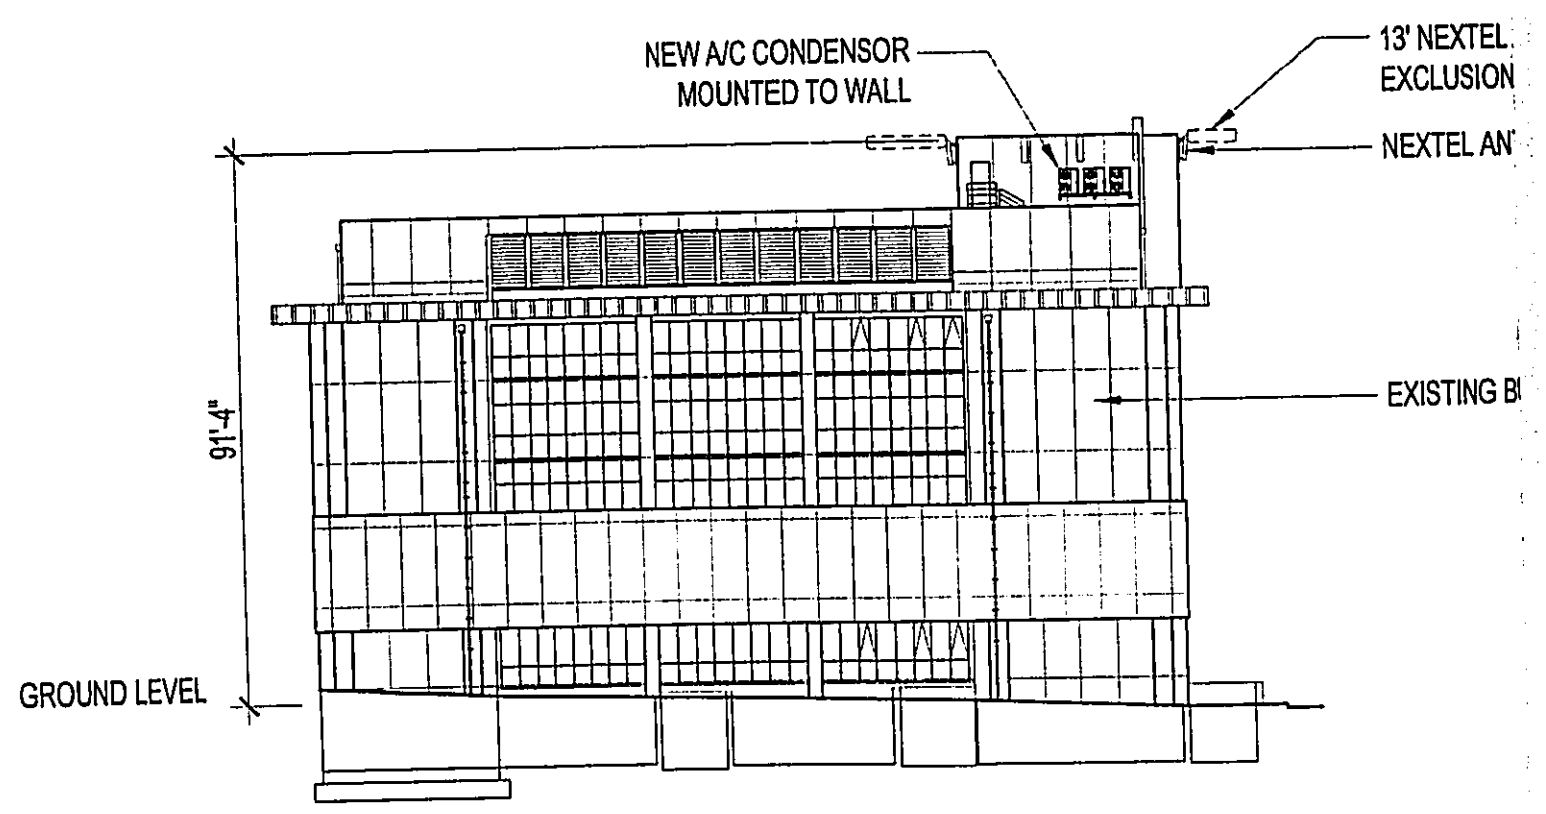 NEW A/C CONDENSOR
MOUNTED TO WALL
13' NEXTEL
EXCLUSION
NEXTEL
EXISTING
91'-4"
GROUND LEVEL